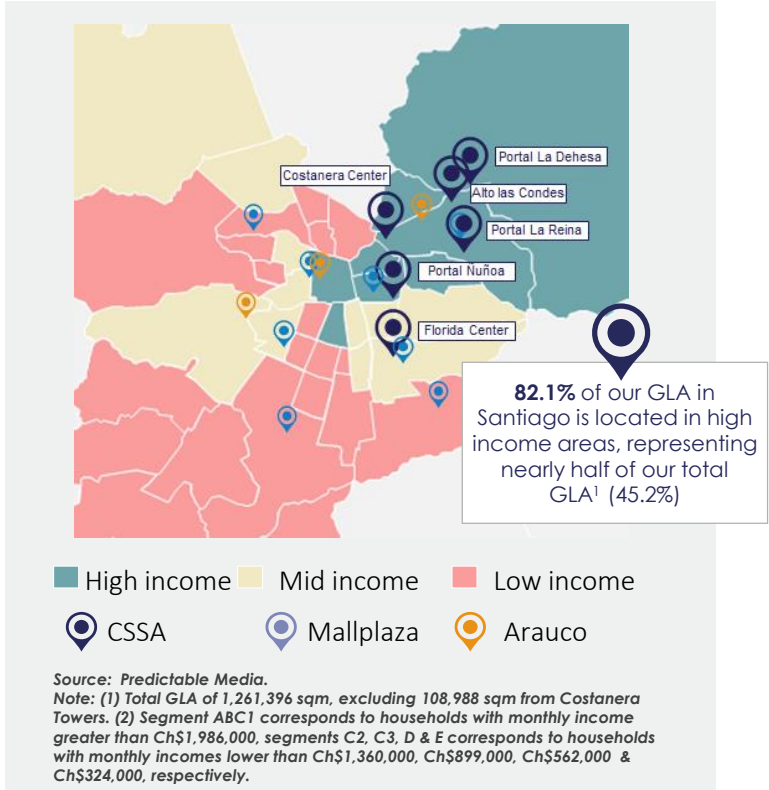 Portal La Dehesa
Costanera Center
Alto las Condes
Portal La Reina
Portal Ñuñoa
Florida Center
82.1% of our GLA in
Santiago is located in high
income areas, representing
nearly half of our total
GLA¹ (45.2%)
High income Mid income Low income
CSSA Mallplaza Arauco
Source: Predictable Media.
Note: (1) Total GLA of 1,261,396 sqm, excluding 108,988 sqm from Costanera
Towers. (2) Segment ABC1 corresponds to households with monthly income
greater than Ch$1,986,000, segments C2, C3, D & E corresponds to households
with monthly incomes lower than Ch$1,360,000, Ch$899,000, Ch$562,000 &
Ch$324,000, respectively.